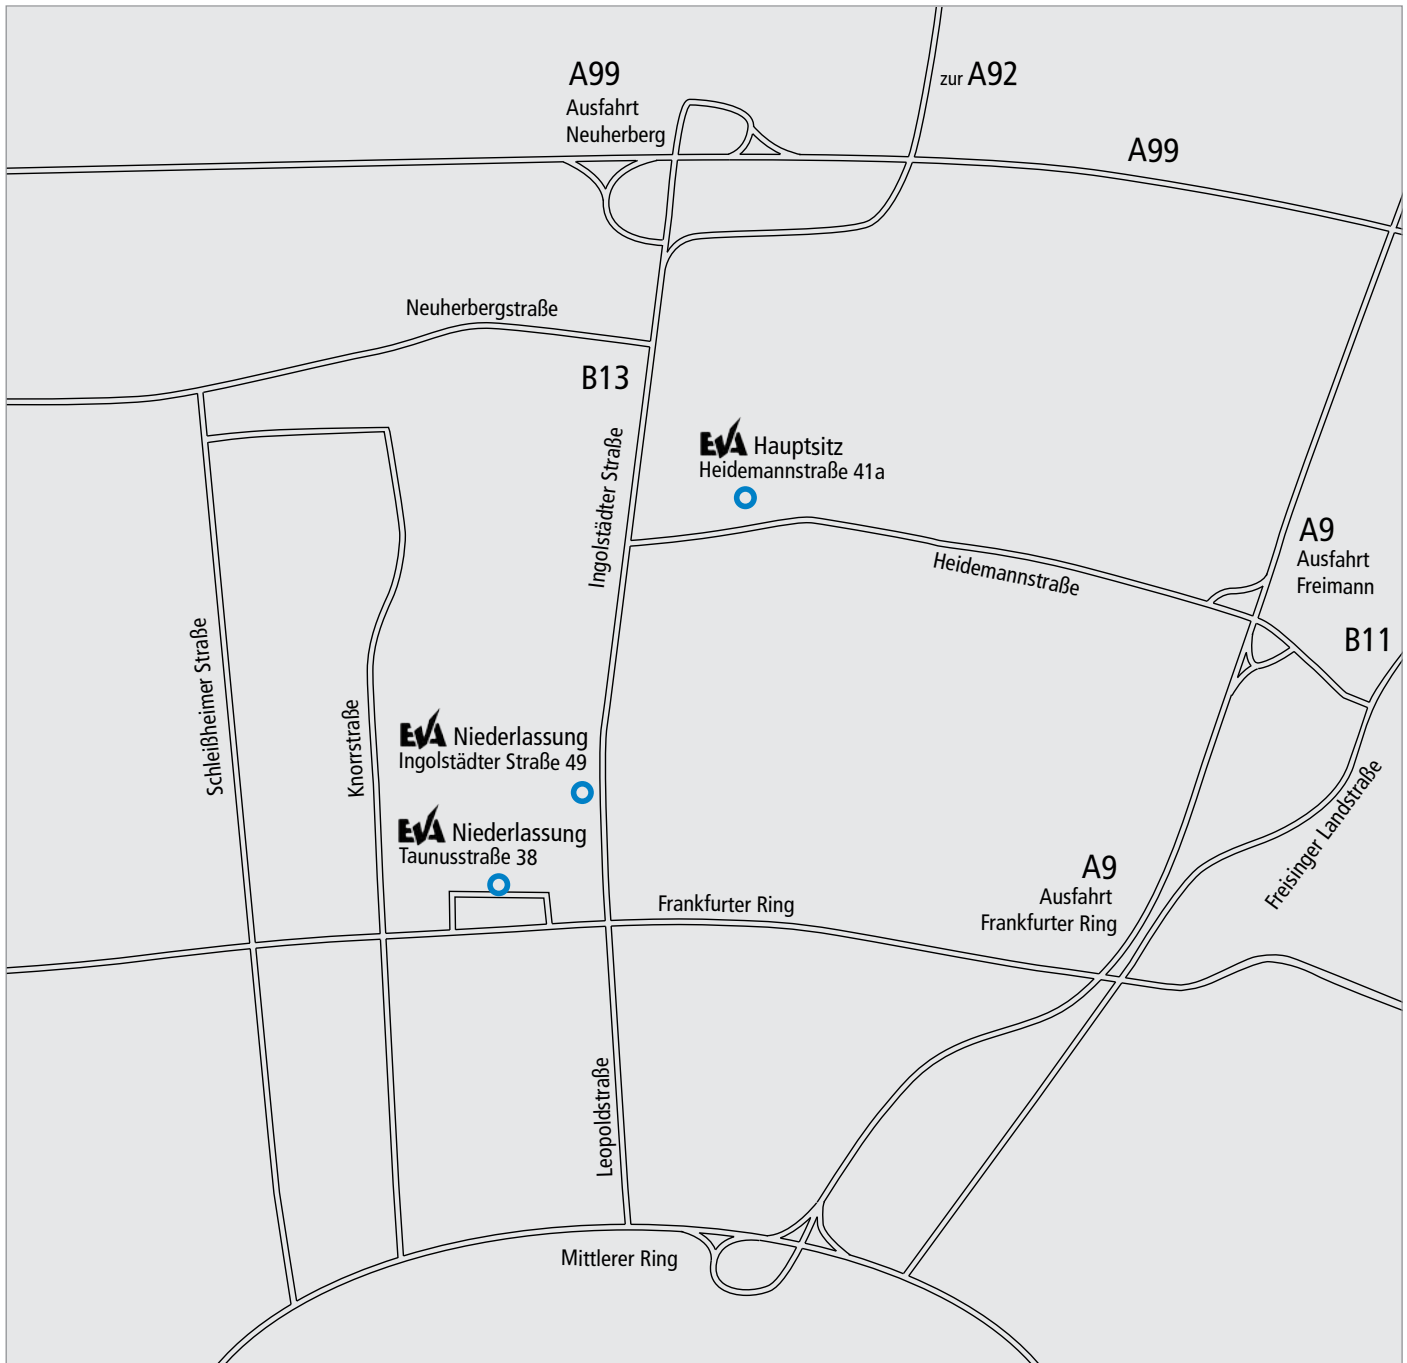 A99
Ausfahrt
Neuherberg
zur A92
A99
Neuherbergstraße
B13
Ingolstädter Straße
EVA Hauptsitz
Heidemannstraße 41a
Heidemannstraße
A9
Ausfahrt
Freimann
B11
Schleißheimer Straße
Knorrstraße
EVA Niederlassung
Ingolstädter Straße 49
EVA Niederlassung
Taunusstraße 38
Freisinger Landstraße
A9
Ausfahrt
Frankfurter Ring
Frankfurter Ring
Leopoldstraße
Mittlerer Ring